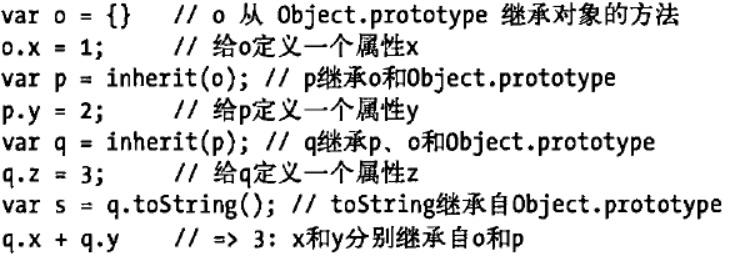 var o = {} // o 从 Object.prototype 继承对象的方法
o.x = 1; // 给o定义一个属性x
var p = inherit(o); // p继承o和Object.prototype
p.y = 2; // 给p定义一个属性y
var q = inherit(p); // q继承p、o和Object.prototype
q.z = 3; // 给q定义一个属性z
var s = q.toString(); // toString继承自Object.prototype
q.x + q.y // => 3: x和y分别继承自o和p